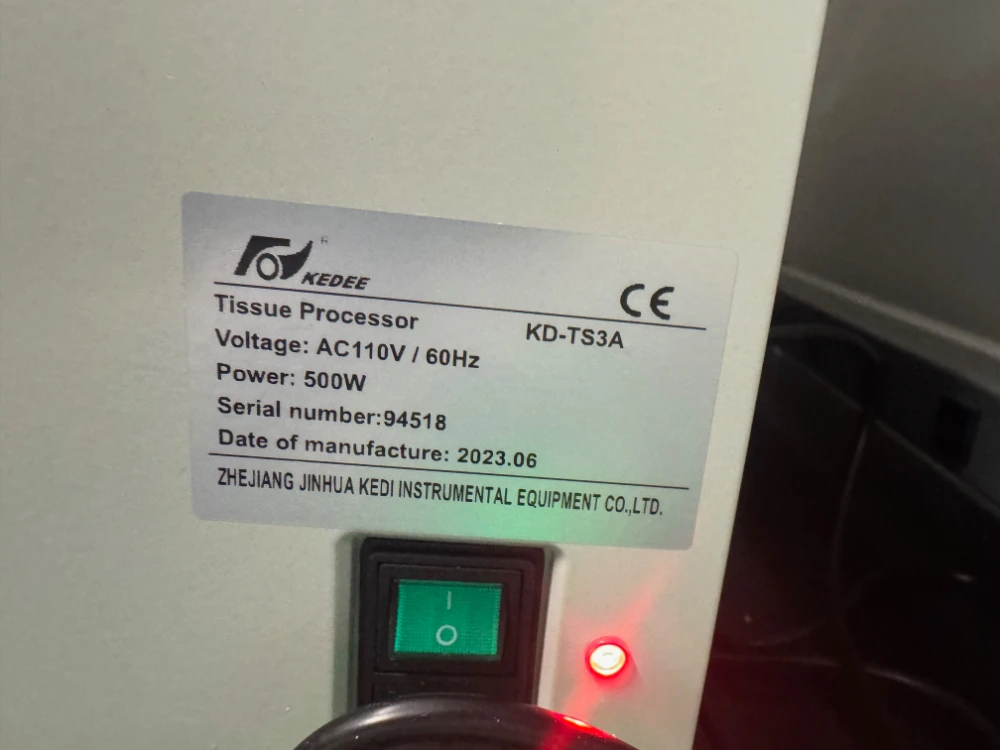 ® KEDEE
CE
Tissue Processor KD-TS3A
Voltage: AC110V / 60Hz
Power: 500W
Serial number:94518
Date of manufacture: 2023.06
ZHEJIANG JINHUA KEDI INSTRUMENTAL EQUIPMENT CO.,LTD.
I
O